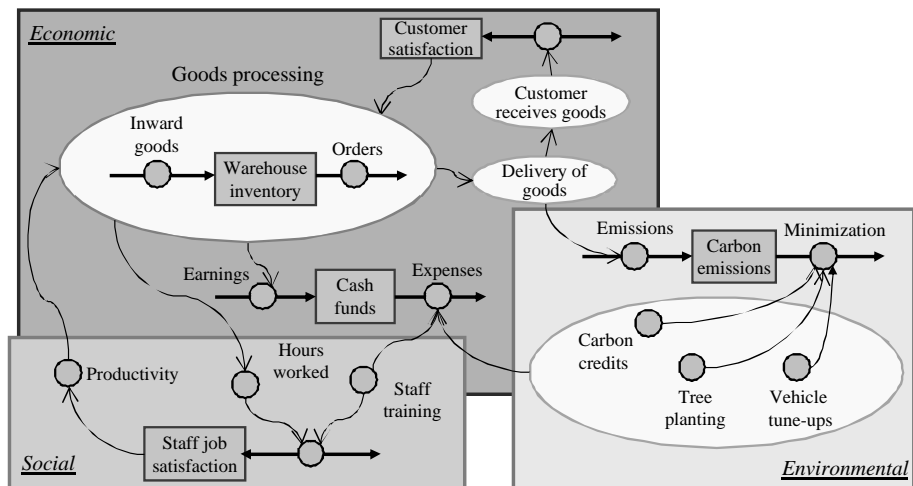 Economic
Customer
satisfaction
Goods processing
Customer
receives goods
Inward
goods
Orders
Warehouse
inventory
Delivery of
goods
Emissions
Minimization
Carbon
emissions
Earnings
Expenses
Cash
funds
Carbon
credits
Tree
planting
Vehicle
tune-ups
Hours
worked
Productivity
Staff
training
Staff job
satisfaction
Social
Environmental